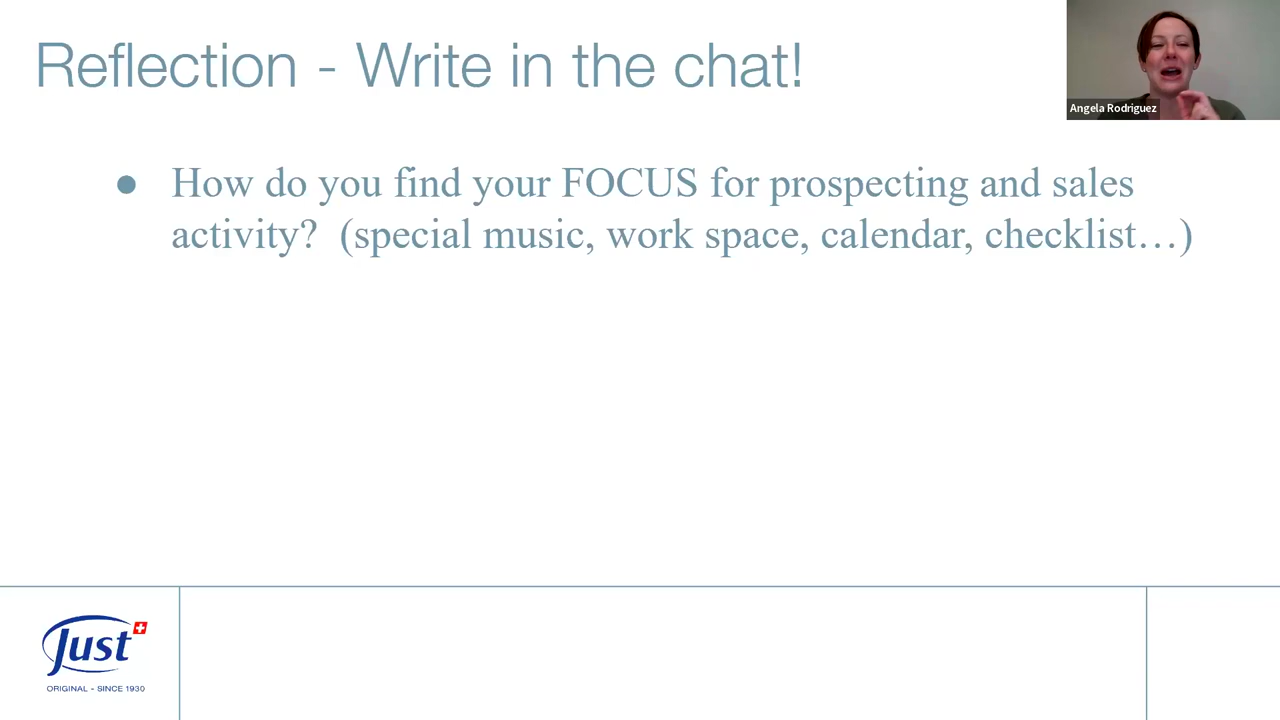 Reflection - Write in the chat!
Angela Rodriguez
● How do you find your FOCUS for prospecting and sales
activity?  (special music, work space, calendar, checklist…)
Just
ORIGINAL - SINCE 1930